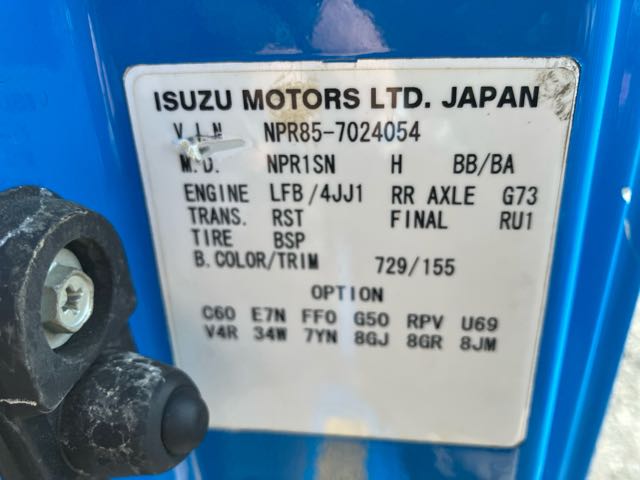 ISUZU MOTORS LTD. JAPAN
V.I.N NPR85-7024054
M.D. NPR1SN H BB/BA
ENGINE LFB/4JJ1 RR AXLE G73
TRANS. RST FINAL RU1
TIRE BSP
B.COLOR/TRIM 729/155
OPTION
C60 E7N FF0 G50 RPV U69
V4R 34W 7YN 8GJ 8GR 8JM